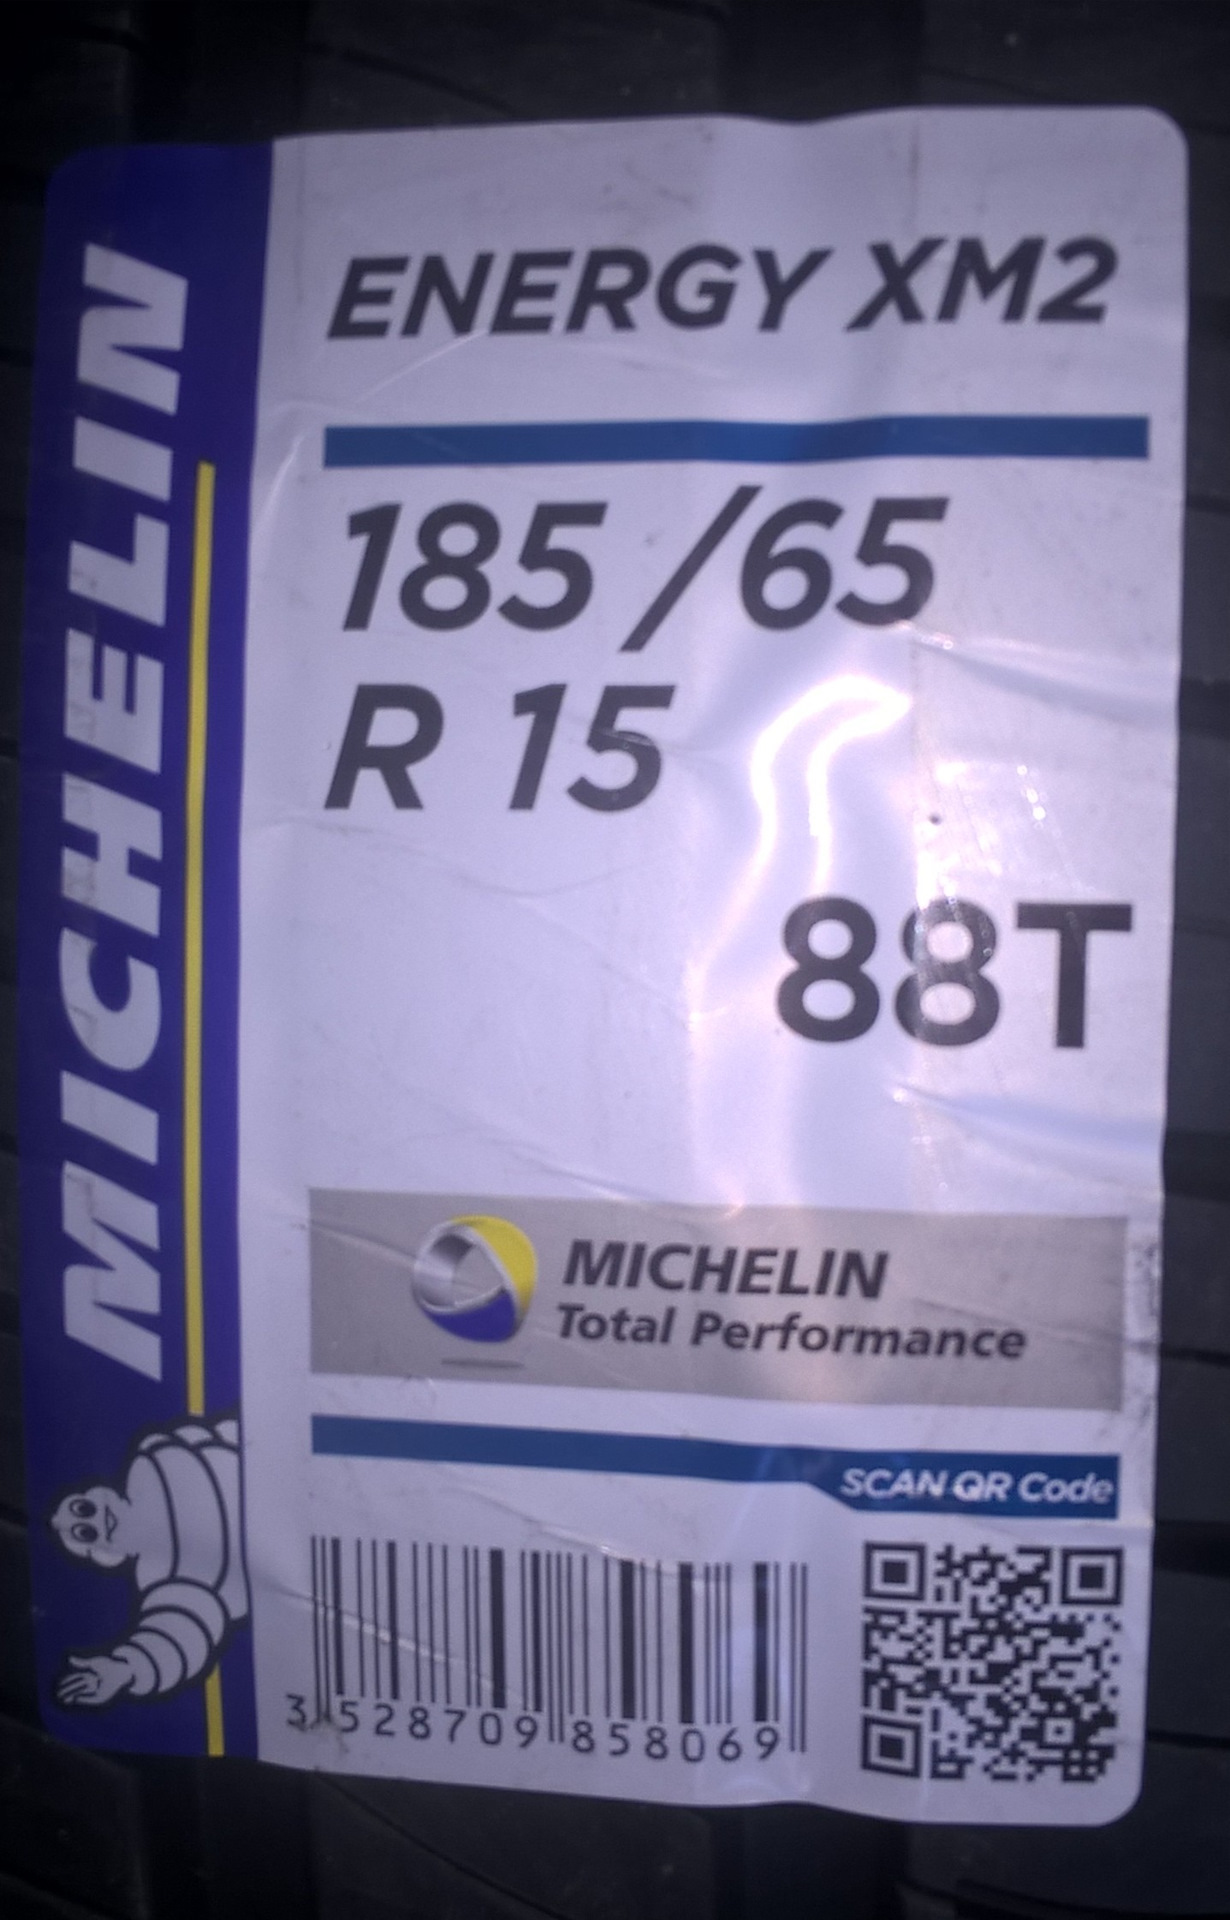 MICHELIN
ENERGY XM2
185 /65
R 15
88T
MICHELIN
Total Performance
SCAN QR Code
3 528709 858069